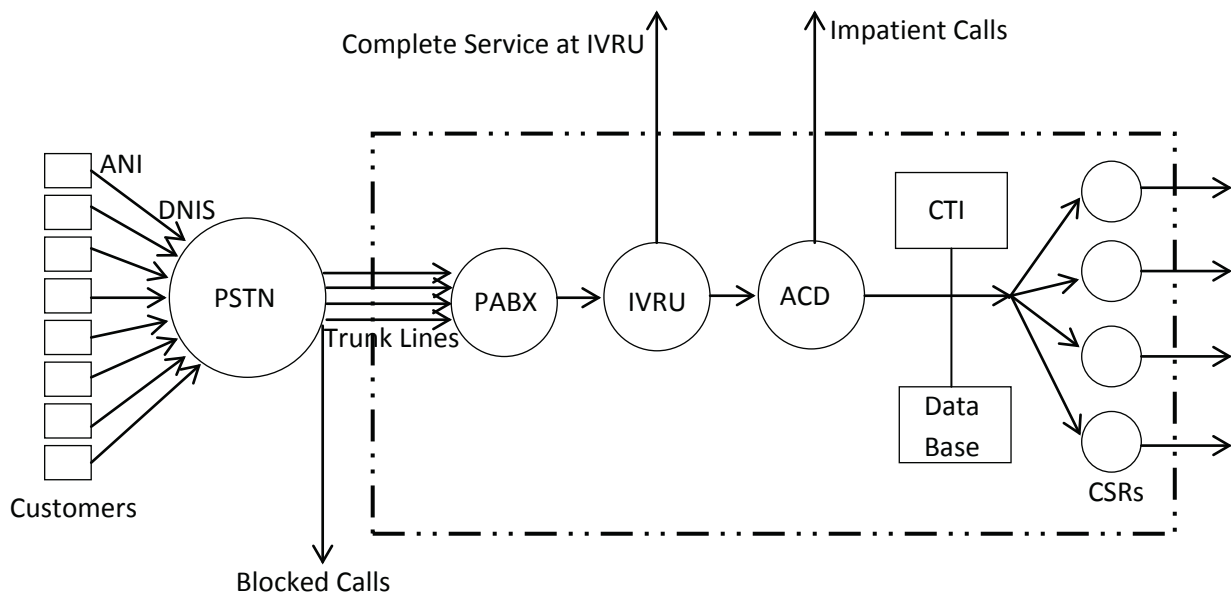 Complete Service at IVRU
Impatient Calls
ANI
DNIS
PSTN
Trunk Lines
PABX
IVRU
ACD
CTI
Data
Base
CSRs
Customers
Blocked Calls